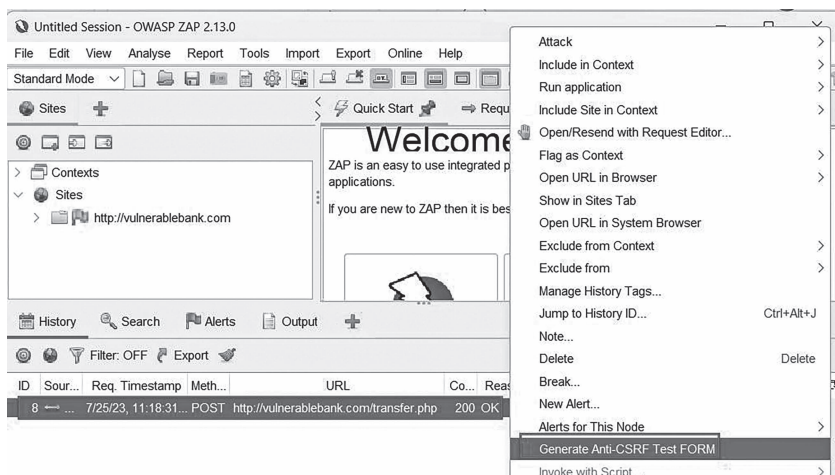 Untitled Session - OWASP ZAP 2.13.0
File Edit View Analyse Report Tools Import Export Online Help
Standard Mode
Sites
Quick Start
Requ
Contexts
Sites
http://vulnerablebank.com
Welcome
ZAP is an easy to use integrated p
applications.
If you are new to ZAP then it is bes
History Search Alerts Output
Filter: OFF Export
ID Sour... Req. Timestamp Meth... URL Co... Reas
8 ... 7/25/23, 11:18:31... POST http://vulnerablebank.com/transfer.php 200 OK
Attack
Include in Context
Run application
Include Site in Context
Open/Resend with Request Editor...
Flag as Context
Open URL in Browser
Show in Sites Tab
Open URL in System Browser
Exclude from Context
Exclude from
Manage History Tags...
Jump to History ID... Ctrl+Alt+J
Note...
Delete Delete
Break...
New Alert...
Alerts for This Node
Generate Anti-CSRF Test FORM
Invoke with Script...